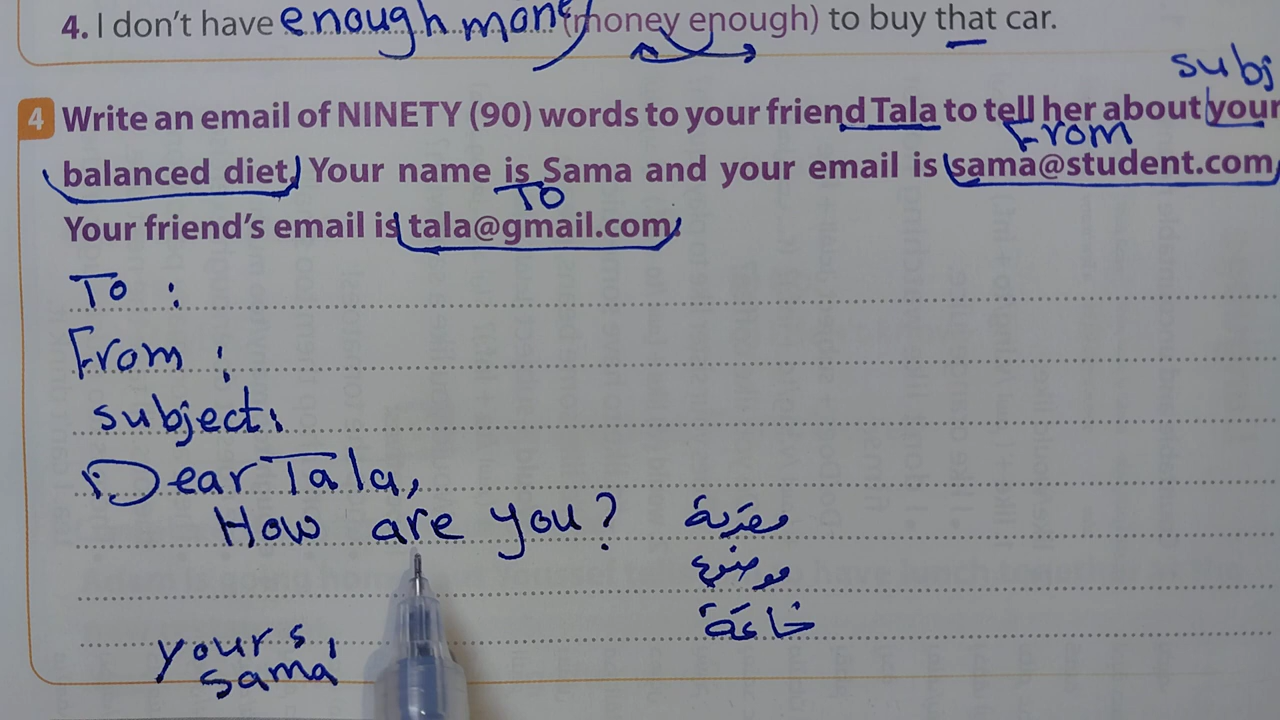 4. I don't have enough money (money enough) to buy that car.
subj
4 Write an email of NINETY (90) words to your friend Tala to tell her about your
From
balanced diet. Your name is Sama and your email is sama@student.com
TO
Your friend's email is tala@gmail.com.
To :
From :
subject:
Dear Tala,
How are you? مقدمة
موضوع
خاتمة
yours,
sama